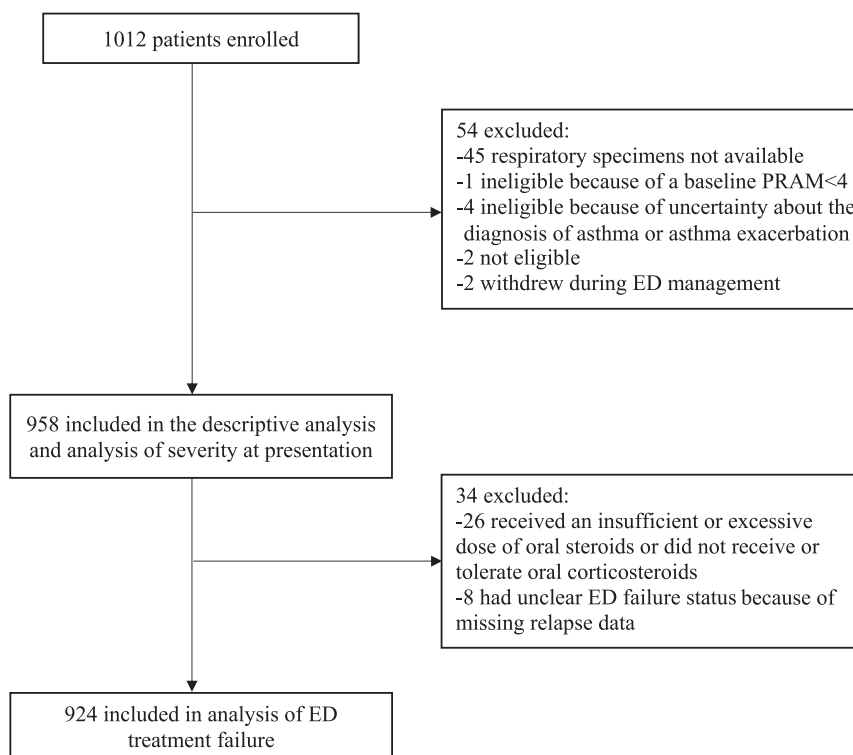 1012 patients enrolled
54 excluded:
-45 respiratory specimens not available
-1 ineligible because of a baseline PRAM<4
-4 ineligible because of uncertainty about the
diagnosis of asthma or asthma exacerbation
-2 not eligible
-2 withdrew during ED management
958 included in the descriptive analysis
and analysis of severity at presentation
34 excluded:
-26 received an insufficient or excessive
dose of oral steroids or did not receive or
tolerate oral corticosteroids
-8 had unclear ED failure status because of
missing relapse data
924 included in analysis of ED
treatment failure